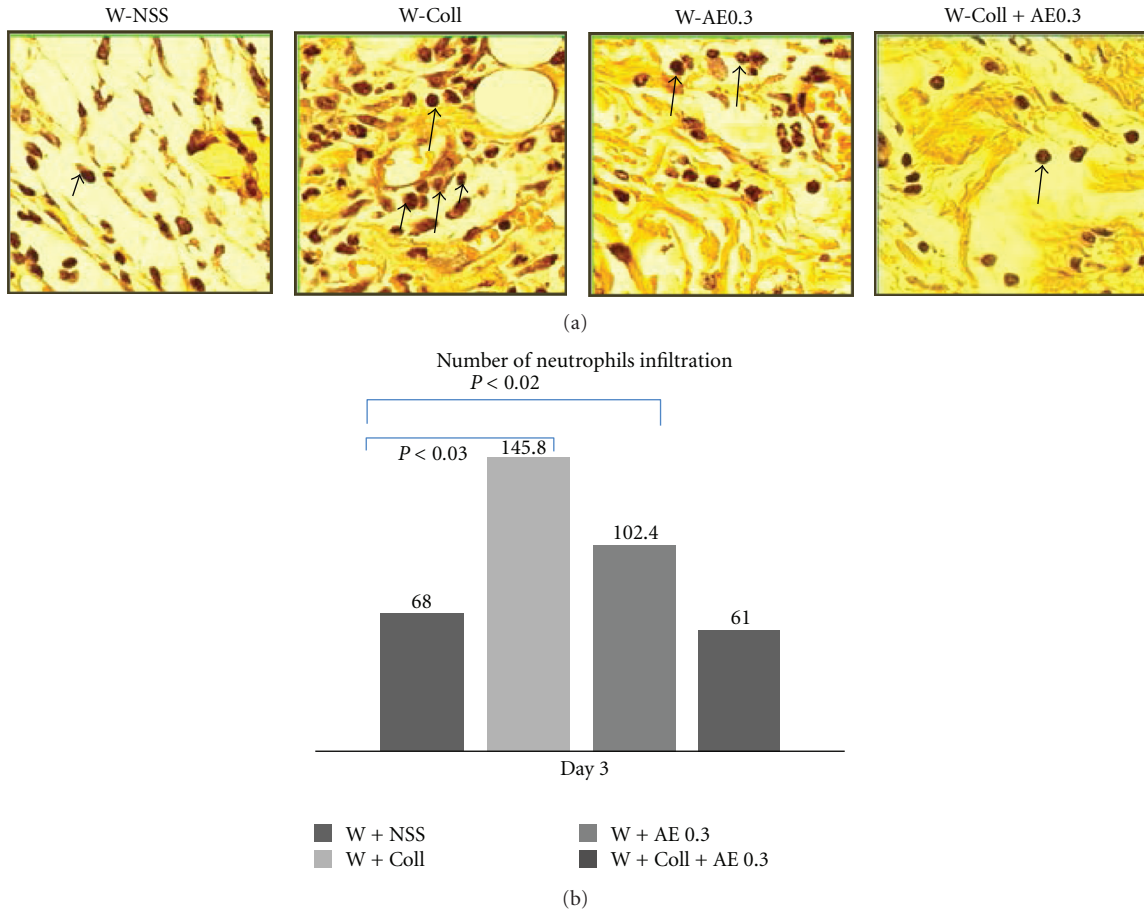 W-NSS
W-Coll
W-AE0.3
W-Coll + AE0.3
(a)
Number of neutrophils infiltration
P < 0.02
P < 0.03
145.8
102.4
68
61
Day 3
W + NSS
W + AE 0.3
W + Coll
W + Coll + AE 0.3
(b)